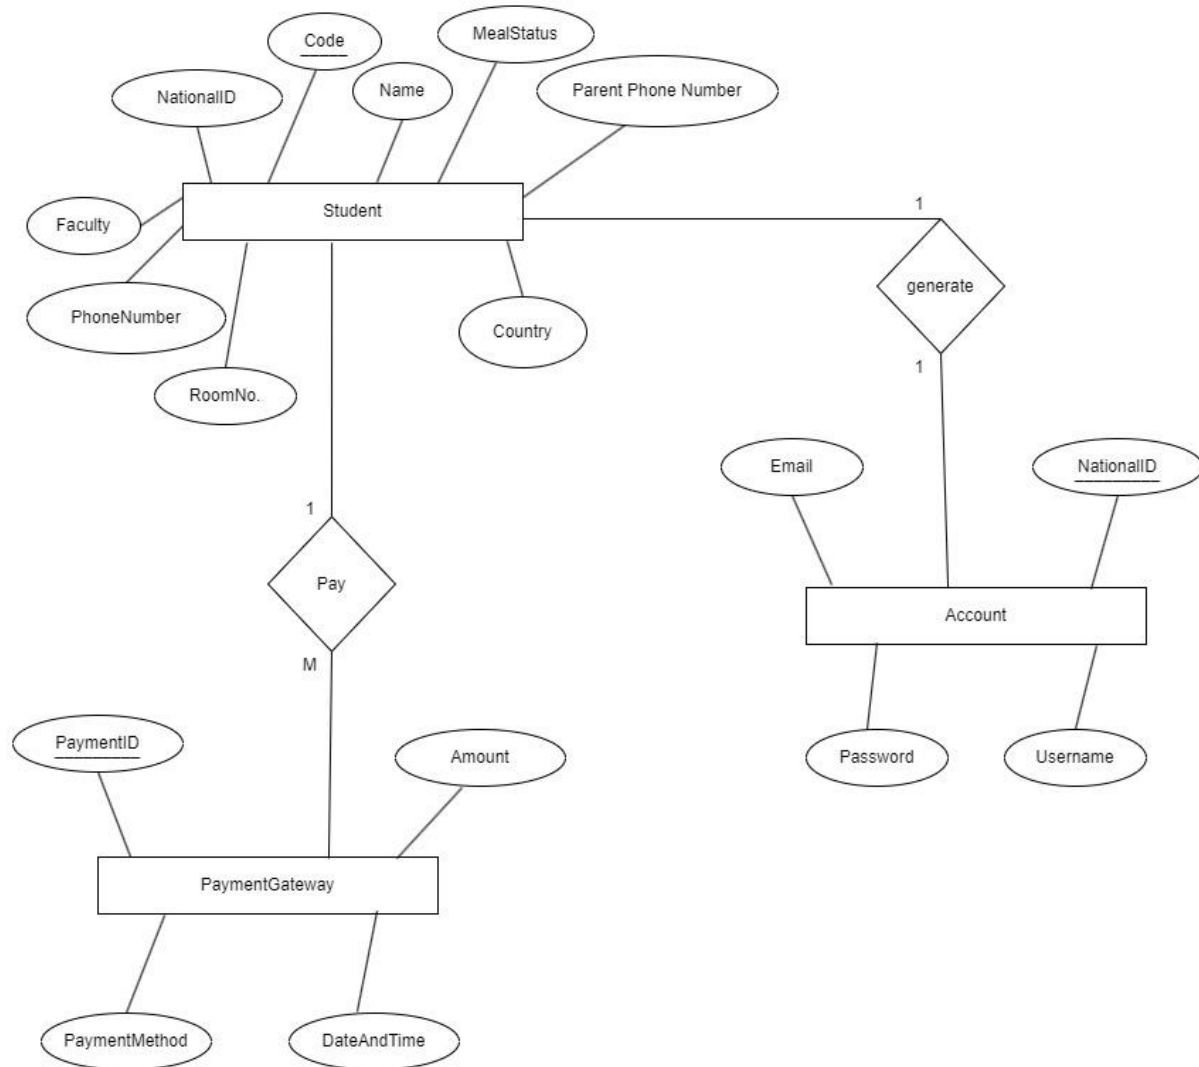 Code
MealStatus
NationalID
Name
Parent Phone Number
Faculty
Student
1
PhoneNumber
generate
Country
1
RoomNo.
Email
NationalID
1
Pay
Account
M
PaymentID
Amount
Password
Username
PaymentGateway
PaymentMethod
DateAndTime